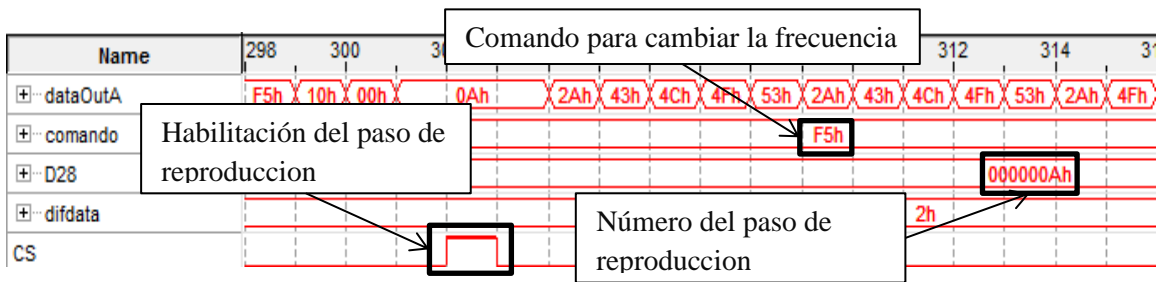 Name 298 300 30 312 314 31
Comando para cambiar la frecuencia
dataOutA F5h 10h 00h 0Ah 2Ah 43h 4Ch 4Fh 53h 2Ah 43h 4Ch 4Fh 53h 2Ah 4Fh
Habilitación del paso de
reproduccion
comando F5h
D28 000000Ah
difdata 2h
Número del paso de
reproduccion
CS